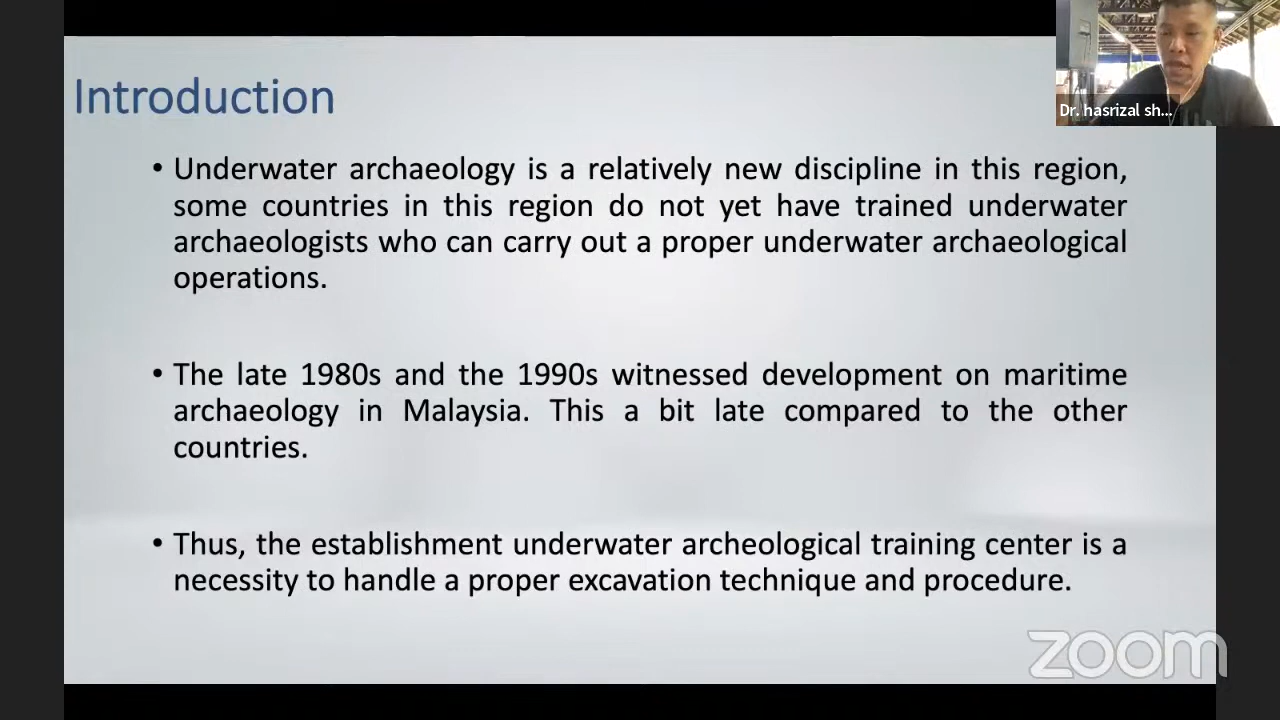 Introduction
Dr. hasrizal sh...
• Underwater archaeology is a relatively new discipline in this region,
some countries in this region do not yet have trained underwater
archaeologists who can carry out a proper underwater archaeological
operations.
• The late 1980s and the 1990s witnessed development on maritime
archaeology in Malaysia. This a bit late compared to the other
countries.
• Thus, the establishment underwater archeological training center is a
necessity to handle a proper excavation technique and procedure.
zoom